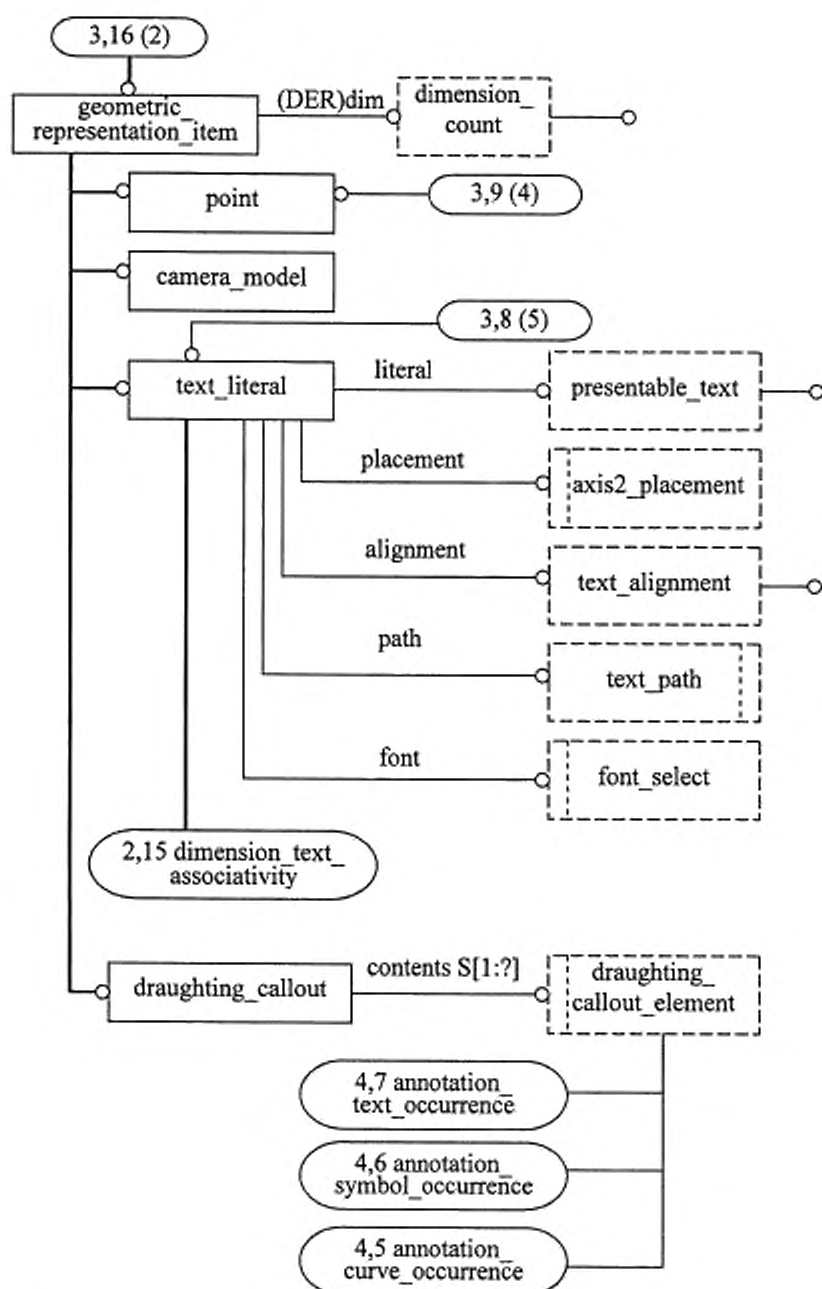 3,16 (2)
geometric_
representation_item
(DER)dim
dimension_
count
point
3,9 (4)
camera_model
3,8 (5)
text_literal
literal
presentable_text
placement
axis2_placement
alignment
text_alignment
path
text_path
font
font_select
2,15 dimension_text_
associativity
draughting_callout
contents S[1:?]
draughting_
callout_element
4,7 annotation_
text_occurrence
4,6 annotation_
symbol_occurrence
4,5 annotation_
curve_occurrence